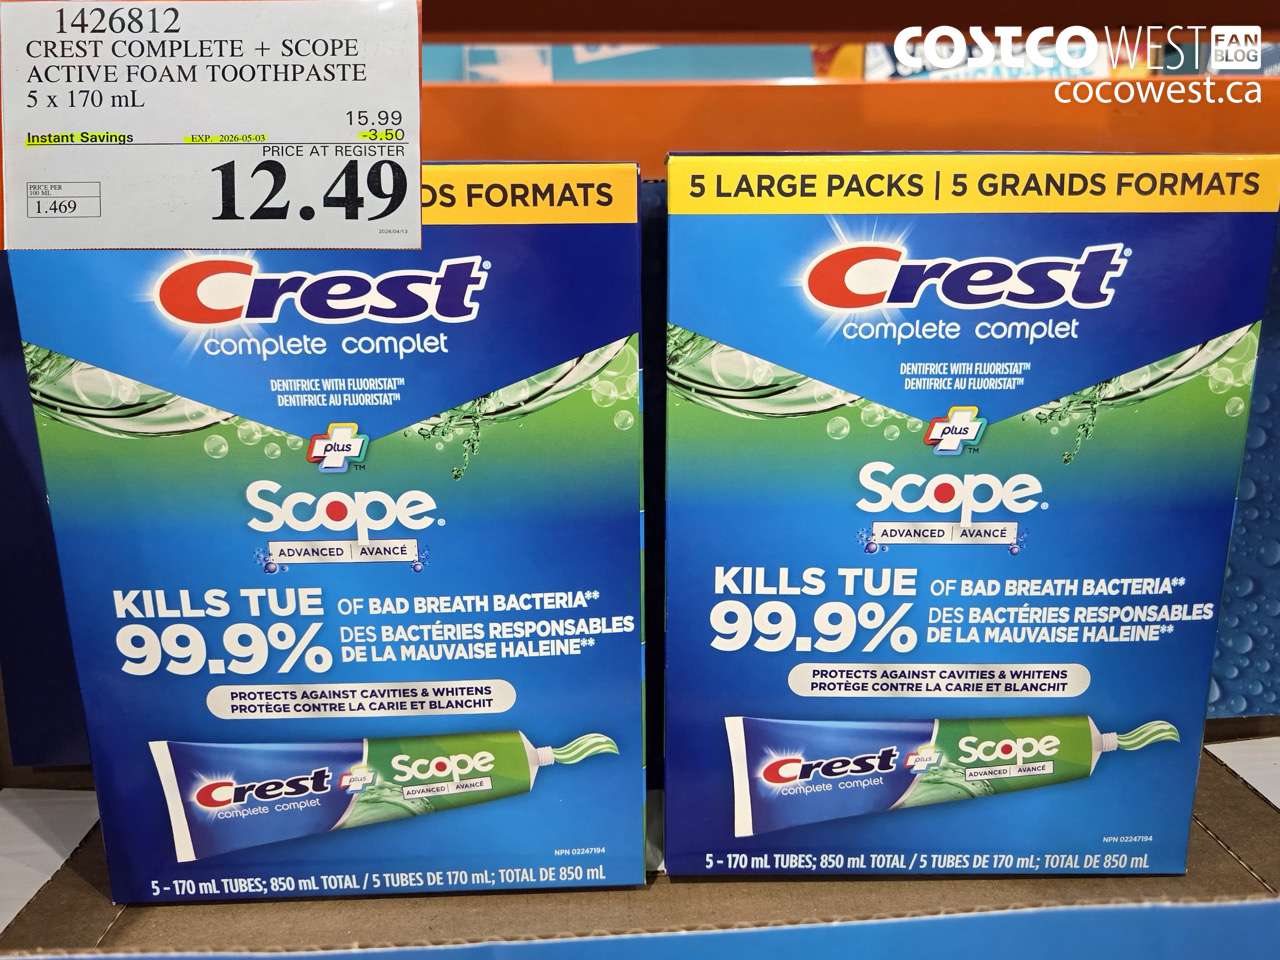 1426812
CREST COMPLETE + SCOPE
ACTIVE FOAM TOOTHPASTE
5 x 170 mL
15.99
Instant Savings EXP. 2026-05-03 -3.50
PRICE AT REGISTER
12.49
PRICE PER
100 ML
1.469
2026/04/13
COSTCO WEST FAN BLOG
cocowest.ca
DS FORMATS
Crest
complete complet
DENTIFRICE WITH FLUORISTAT™
DENTIFRICE AU FLUORISTAT™
plus™
Scope®
ADVANCED | AVANCÉ
KILLS TUE 99.9%
OF BAD BREATH BACTERIA**
DES BACTÉRIES RESPONSABLES
DE LA MAUVAISE HALEINE**
PROTECTS AGAINST CAVITIES & WHITENS
PROTÈGE CONTRE LA CARIE ET BLANCHIT
Crest plus Scope
complete complet ADVANCED | AVANCÉ
NPN 02247194
5 - 170 mL TUBES; 850 mL TOTAL / 5 TUBES DE 170 mL; TOTAL DE 850 mL
5 LARGE PACKS | 5 GRANDS FORMATS
Crest
complete complet
DENTIFRICE WITH FLUORISTAT™
DENTIFRICE AU FLUORISTAT™
plus™
Scope®
ADVANCED | AVANCÉ
KILLS TUE 99.9%
OF BAD BREATH BACTERIA**
DES BACTÉRIES RESPONSABLES
DE LA MAUVAISE HALEINE**
PROTECTS AGAINST CAVITIES & WHITENS
PROTÈGE CONTRE LA CARIE ET BLANCHIT
Crest plus Scope
complete complet ADVANCED | AVANCÉ
NPN 02247194
5 - 170 mL TUBES; 850 mL TOTAL / 5 TUBES DE 170 mL; TOTAL DE 850 mL